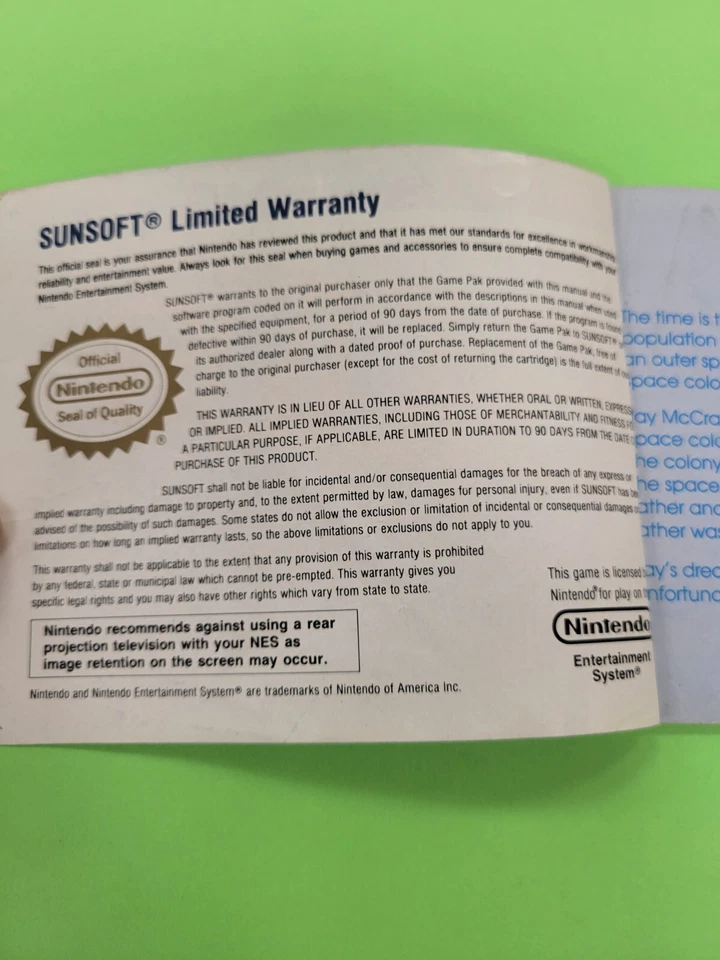 SUNSOFT® Limited Warranty
This official seal is your assurance that Nintendo has reviewed this product and that it has met our standards for excellence in workmanship
reliability and entertainment value. Always look for this seal when buying games and accessories to ensure complete compatibility with your
Nintendo Entertainment System.
SUNSOFT® warrants to the original purchaser only that the Game Pak provided with this manual and the
software program coded on it will perform in accordance with the descriptions in this manual when used
with the specified equipment, for a period of 90 days from the date of purchase. If the program is found
defective within 90 days of purchase, it will be replaced. Simply return the Game Pak to SUNSOFT®
its authorized dealer along with a dated proof of purchase. Replacement of the Game Pak, free of
charge to the original purchaser (except for the cost of returning the cartridge) is the full extent of
liability.
Official
Nintendo
Seal of Quality
®
THIS WARRANTY IS IN LIEU OF ALL OTHER WARRANTIES, WHETHER ORAL OR WRITTEN, EXPRESS
OR IMPLIED. ALL IMPLIED WARRANTIES, INCLUDING THOSE OF MERCHANTABILITY AND FITNESS
A PARTICULAR PURPOSE, IF APPLICABLE, ARE LIMITED IN DURATION TO 90 DAYS FROM THE DATE
PURCHASE OF THIS PRODUCT.
SUNSOFT shall not be liable for incidental and/or consequential damages for the breach of any express or
implied warranty including damage to property and, to the extent permitted by law, damages for personal injury, even if SUNSOFT has been
advised of the possibility of such damages. Some states do not allow the exclusion or limitation of incidental or consequential damages
limitations on how long an implied warranty lasts, so the above limitations or exclusions do not apply to you.
This warranty shall not be applicable to the extent that any provision of this warranty is prohibited
by any federal, state or municipal law which cannot be pre-empted. This warranty gives you
specific legal rights and you may also have other rights which vary from state to state.
Nintendo recommends against using a rear
projection television with your NES as
image retention on the screen may occur.
Nintendo and Nintendo Entertainment System® are trademarks of Nintendo of America Inc.
This game is licensed
Nintendo® for play on
Nintendo
Entertainment
System®
The time is t
population
an outer sp
pace colo
ay McCra
pace colo
he colony
he space
ather and
ather was
ay's drea
nfortuna